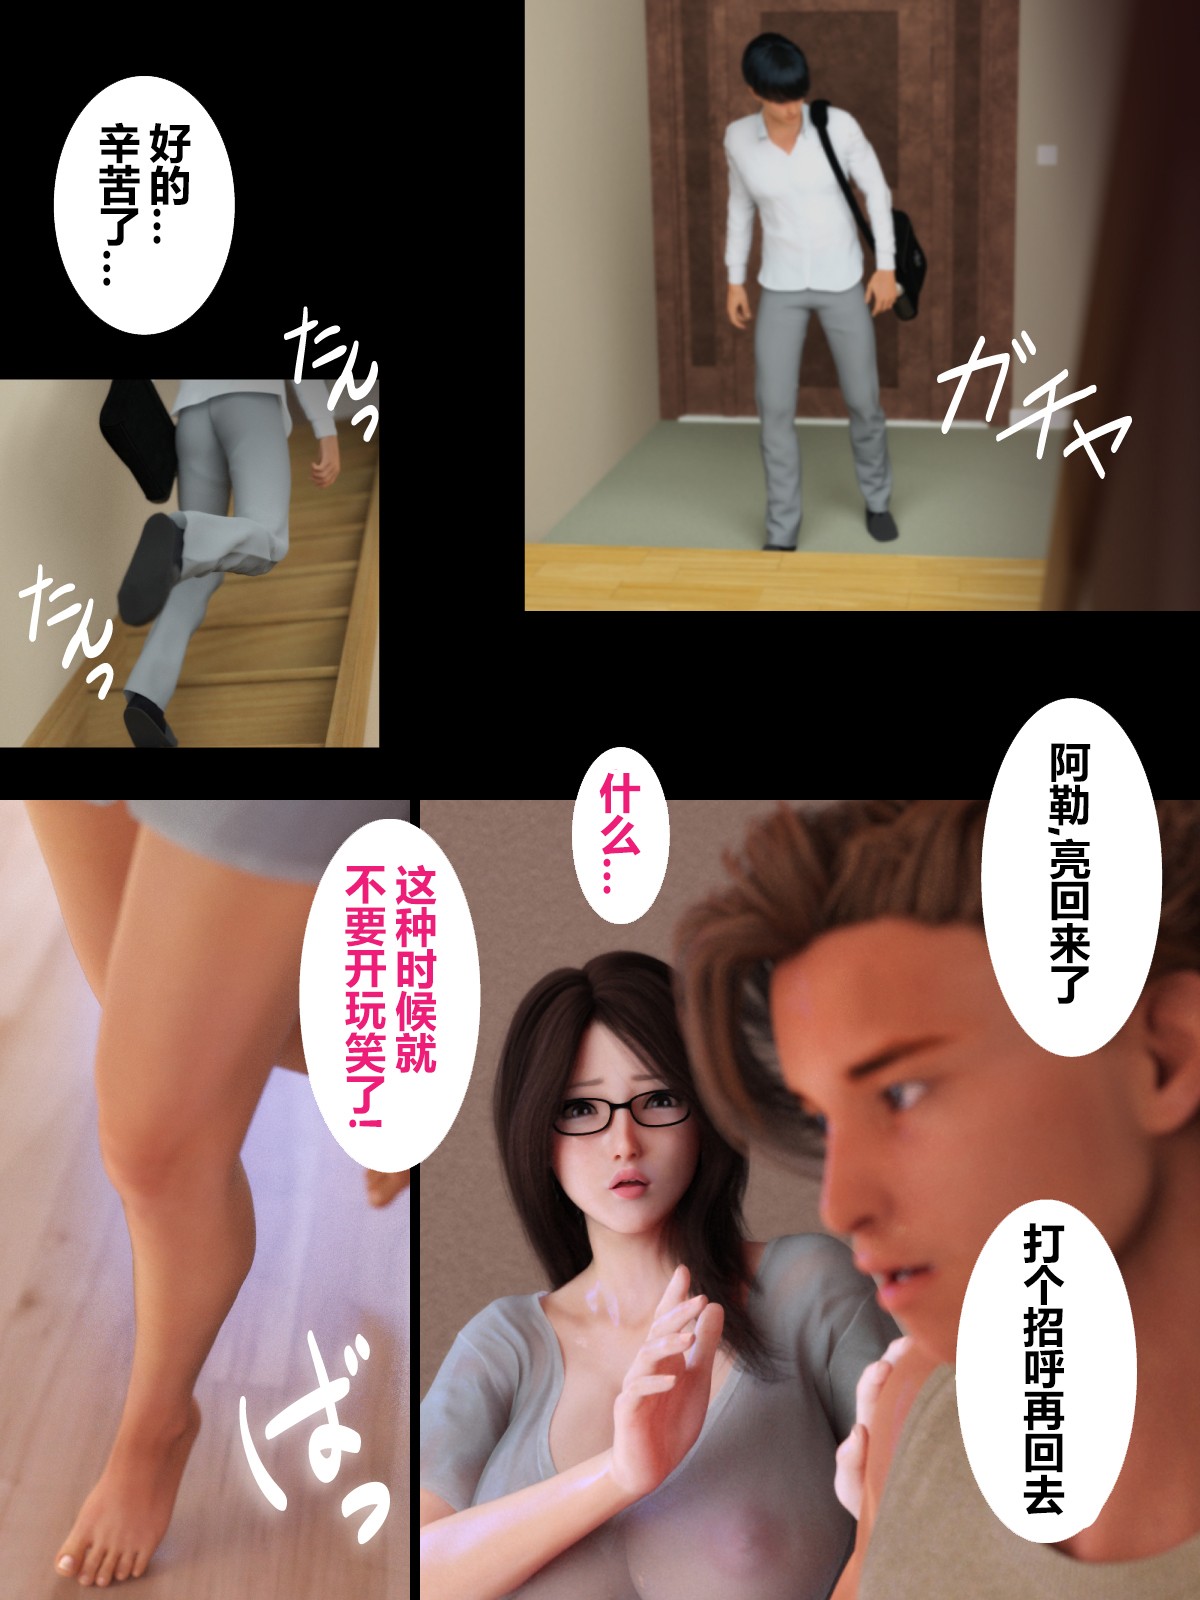 ガチャ
好的…
辛苦了…
たんっ
たんっ
阿勒,亮回来了
打个招呼再回去
什么…
这种时候就
不要开玩笑了!
ばっ